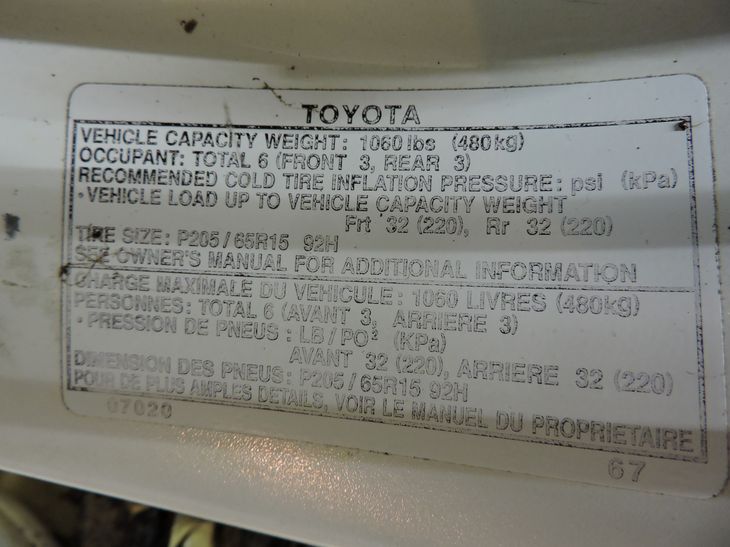 TOYOTA
VEHICLE CAPACITY WEIGHT: 1060 lbs (480kg)
OCCUPANT: TOTAL 6 (FRONT 3, REAR 3)
RECOMMENDED COLD TIRE INFLATION PRESSURE: psi (kPa)
·VEHICLE LOAD UP TO VEHICLE CAPACITY WEIGHT
Frt 32 (220), Rr 32 (220)
TIRE SIZE: P205/65R15 92H
SEE OWNER'S MANUAL FOR ADDITIONAL INFORMATION
CHARGE MAXIMALE DU VEHICULE: 1060 LIVRES (480kg)
PERSONNES: TOTAL 6 (AVANT 3, ARRIERE 3)
·PRESSION DE PNEUS : LB/PO² (KPa)
AVANT 32 (220), ARRIERE 32 (220)
DIMENSION DES PNEUS: P205/65R15 92H
POUR DE PLUS AMPLES DETAILS, VOIR LE MANUEL DU PROPRIETAIRE
07020
67